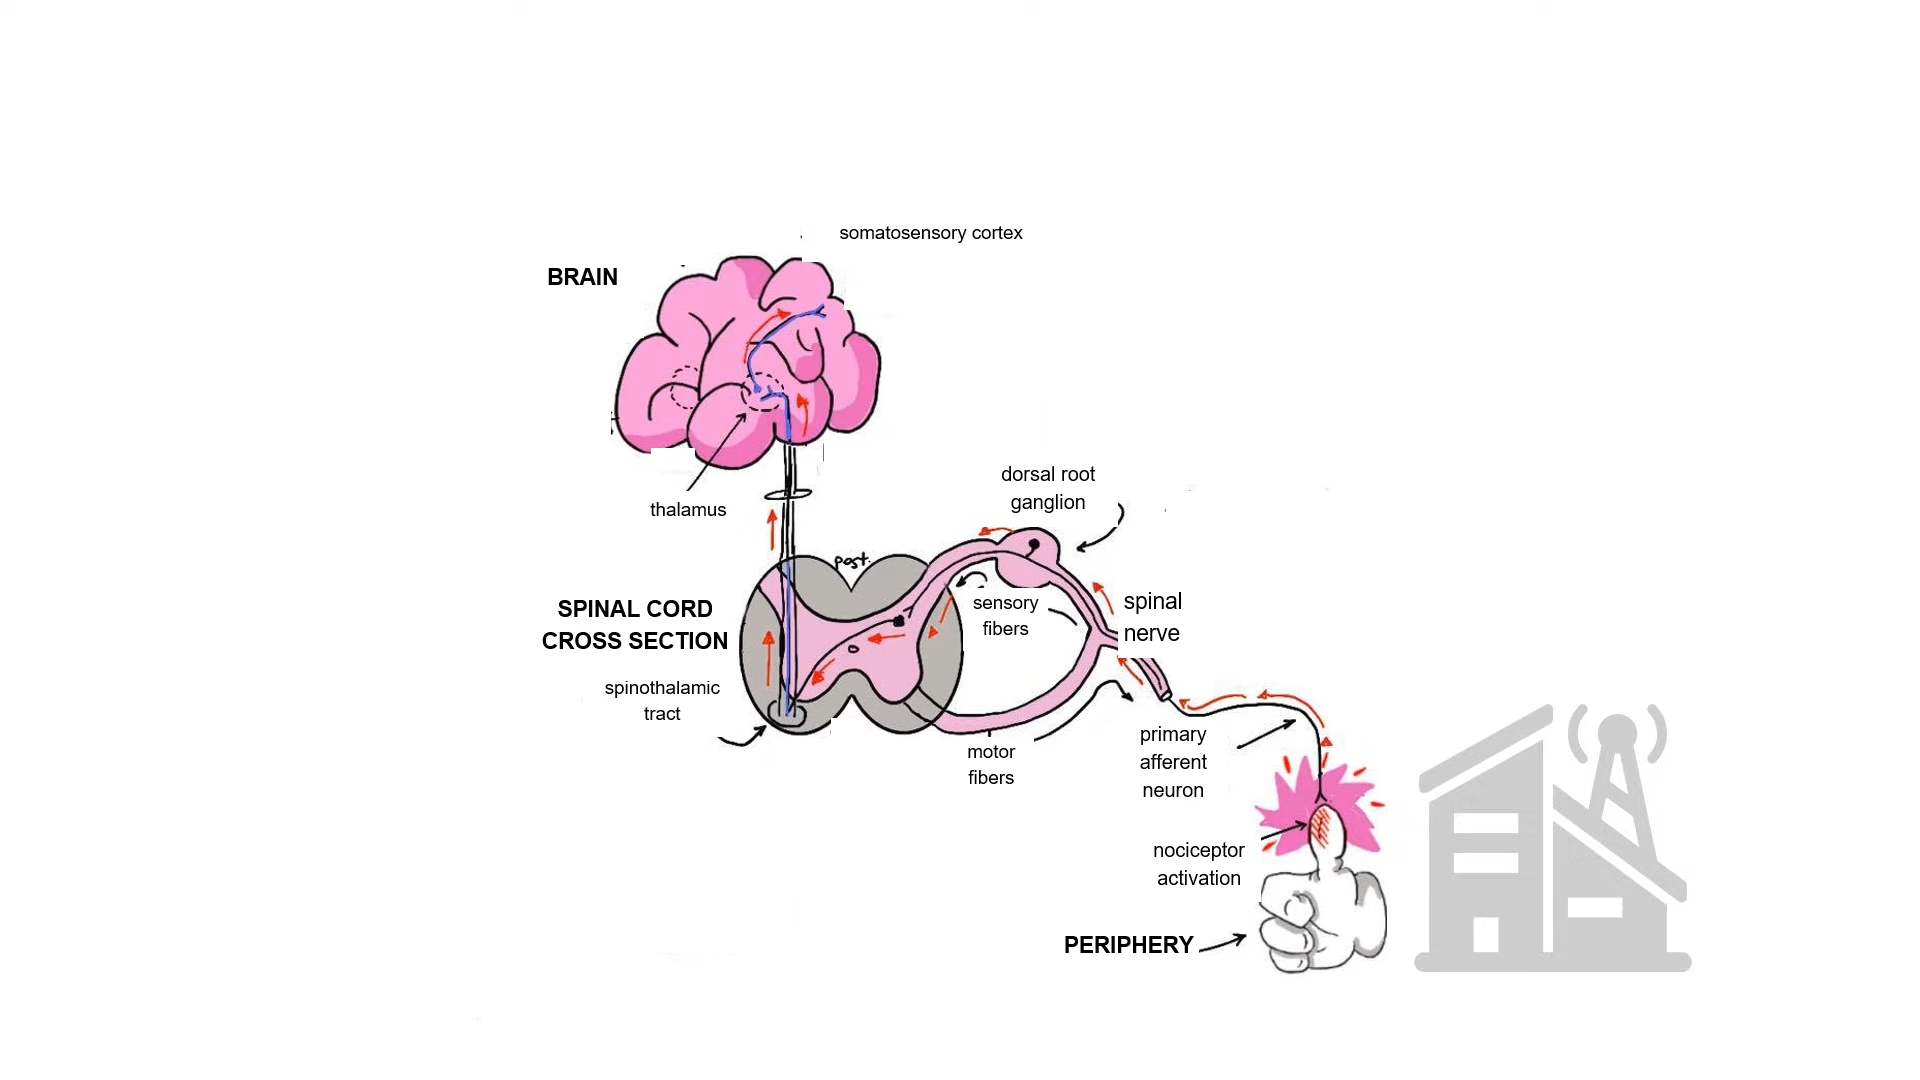 somatosensory cortex
BRAIN
thalamus
dorsal root
ganglion
post.
SPINAL CORD
CROSS SECTION
sensory
fibers
spinal
nerve
spinothalamic
tract
motor
fibers
primary
afferent
neuron
nociceptor
activation
PERIPHERY